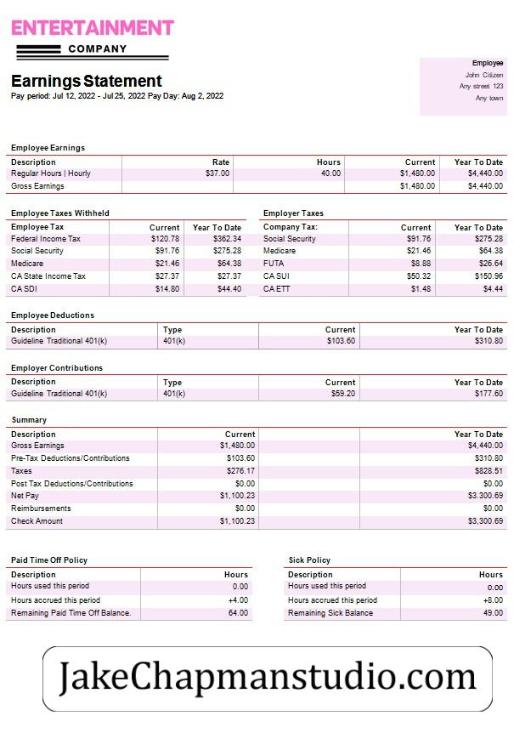 ENTERTAINMENT
COMPANY
Earnings Statement
Pay period: Jul 12, 2022 - Jul 25, 2022 Pay Day: Aug 2, 2022
Employee
John Citizen
Any street 123
Any town
Employee Earnings
Description Rate Hours Current Year To Date
Regular Hours | Hourly $37.00 40.00 $1,480.00 $4,440.00
Gross Earnings $1,480.00 $4,440.00
Employee Taxes Withheld
Employee Tax Current Year To Date
Federal Income Tax $120.78 $362.34
Social Security $91.76 $275.28
Medicare $21.46 $64.38
CA State Income Tax $27.37 $27.37
CA SDI $14.80 $44.40
Employer Taxes
Company Tax: Current Year To Date
Social Security $91.76 $275.28
Medicare $21.46 $64.38
FUTA $8.88 $26.64
CA SUI $50.32 $150.96
CA ETT $1.48 $4.44
Employee Deductions
Description Type Current Year To Date
Guideline Traditional 401(k) 401(k) $103.60 $310.80
Employer Contributions
Description Type Current Year To Date
Guideline Traditional 401(k) 401(k) $59.20 $177.60
Summary
Description Current Year To Date
Gross Earnings $1,480.00 $4,440.00
Pre-Tax Deductions/Contributions $103.60 $310.80
Taxes $276.17 $828.51
Post Tax Deductions/Contributions $0.00 $0.00
Net Pay $1,100.23 $3.300.69
Reimbursements $0.00 $0.00
Check Amount $1,100.23 $3,300.69
Paid Time Off Policy
Description Hours
Hours used this period 0.00
Hours accrued this period +4.00
Remaining Paid Time Off Balance. 64.00
Sick Policy
Description Hours
Hours used this period 0.00
Hours accrued this period +8.00
Remaining Sick Balance 49.00
JakeChapmanstudio.com